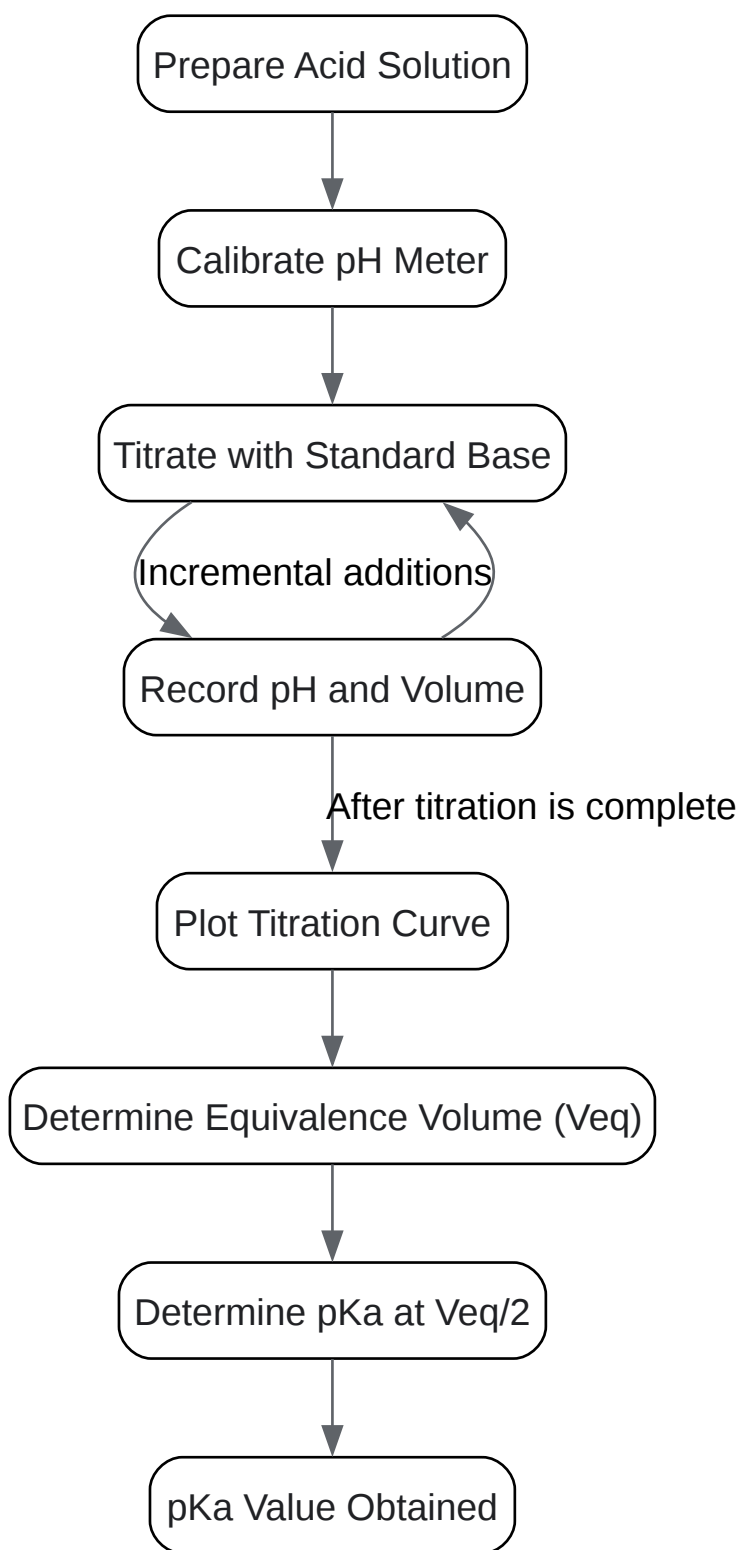 Prepare Acid Solution
Calibrate pH Meter
Titrate with Standard Base
Incremental additions
Record pH and Volume
After titration is complete
Plot Titration Curve
Determine Equivalence Volume (Veq)
Determine pKa at Veq/2
pKa Value Obtained